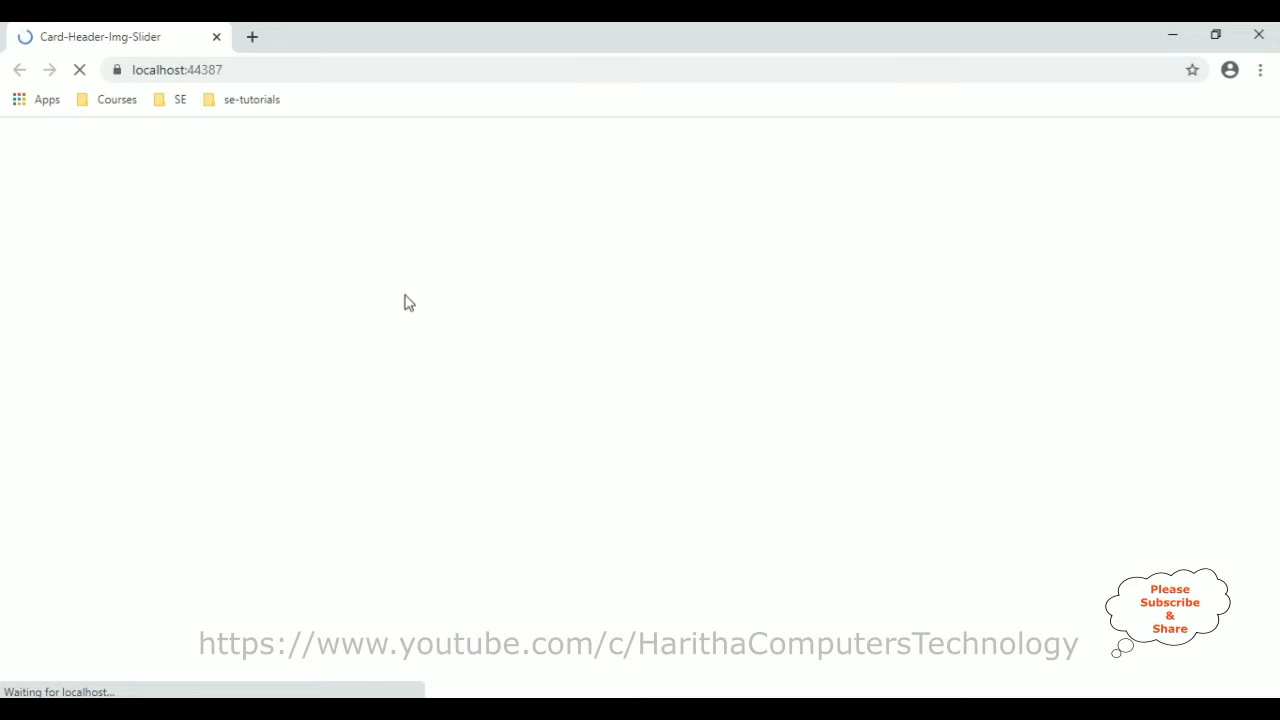 Card-Header-Img-Slider
localhost:44387
Apps
Courses
SE
se-tutorials
Please
Subscribe
&
Share
https://www.youtube.com/c/HarithaComputersTechnology
Waiting for localhost...